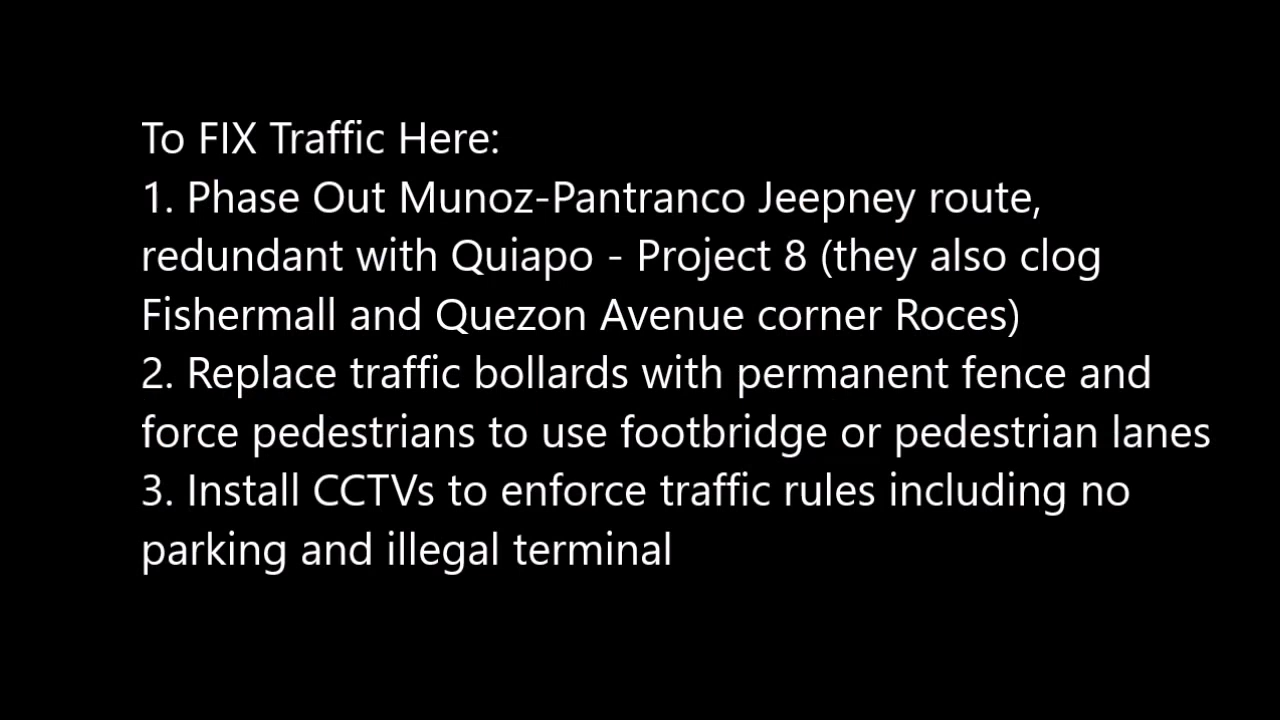 To FIX Traffic Here:
1. Phase Out Munoz-Pantranco Jeepney route,
redundant with Quiapo - Project 8 (they also clog
Fishermall and Quezon Avenue corner Roces)
2. Replace traffic bollards with permanent fence and
force pedestrians to use footbridge or pedestrian lanes
3. Install CCTVs to enforce traffic rules including no
parking and illegal terminal